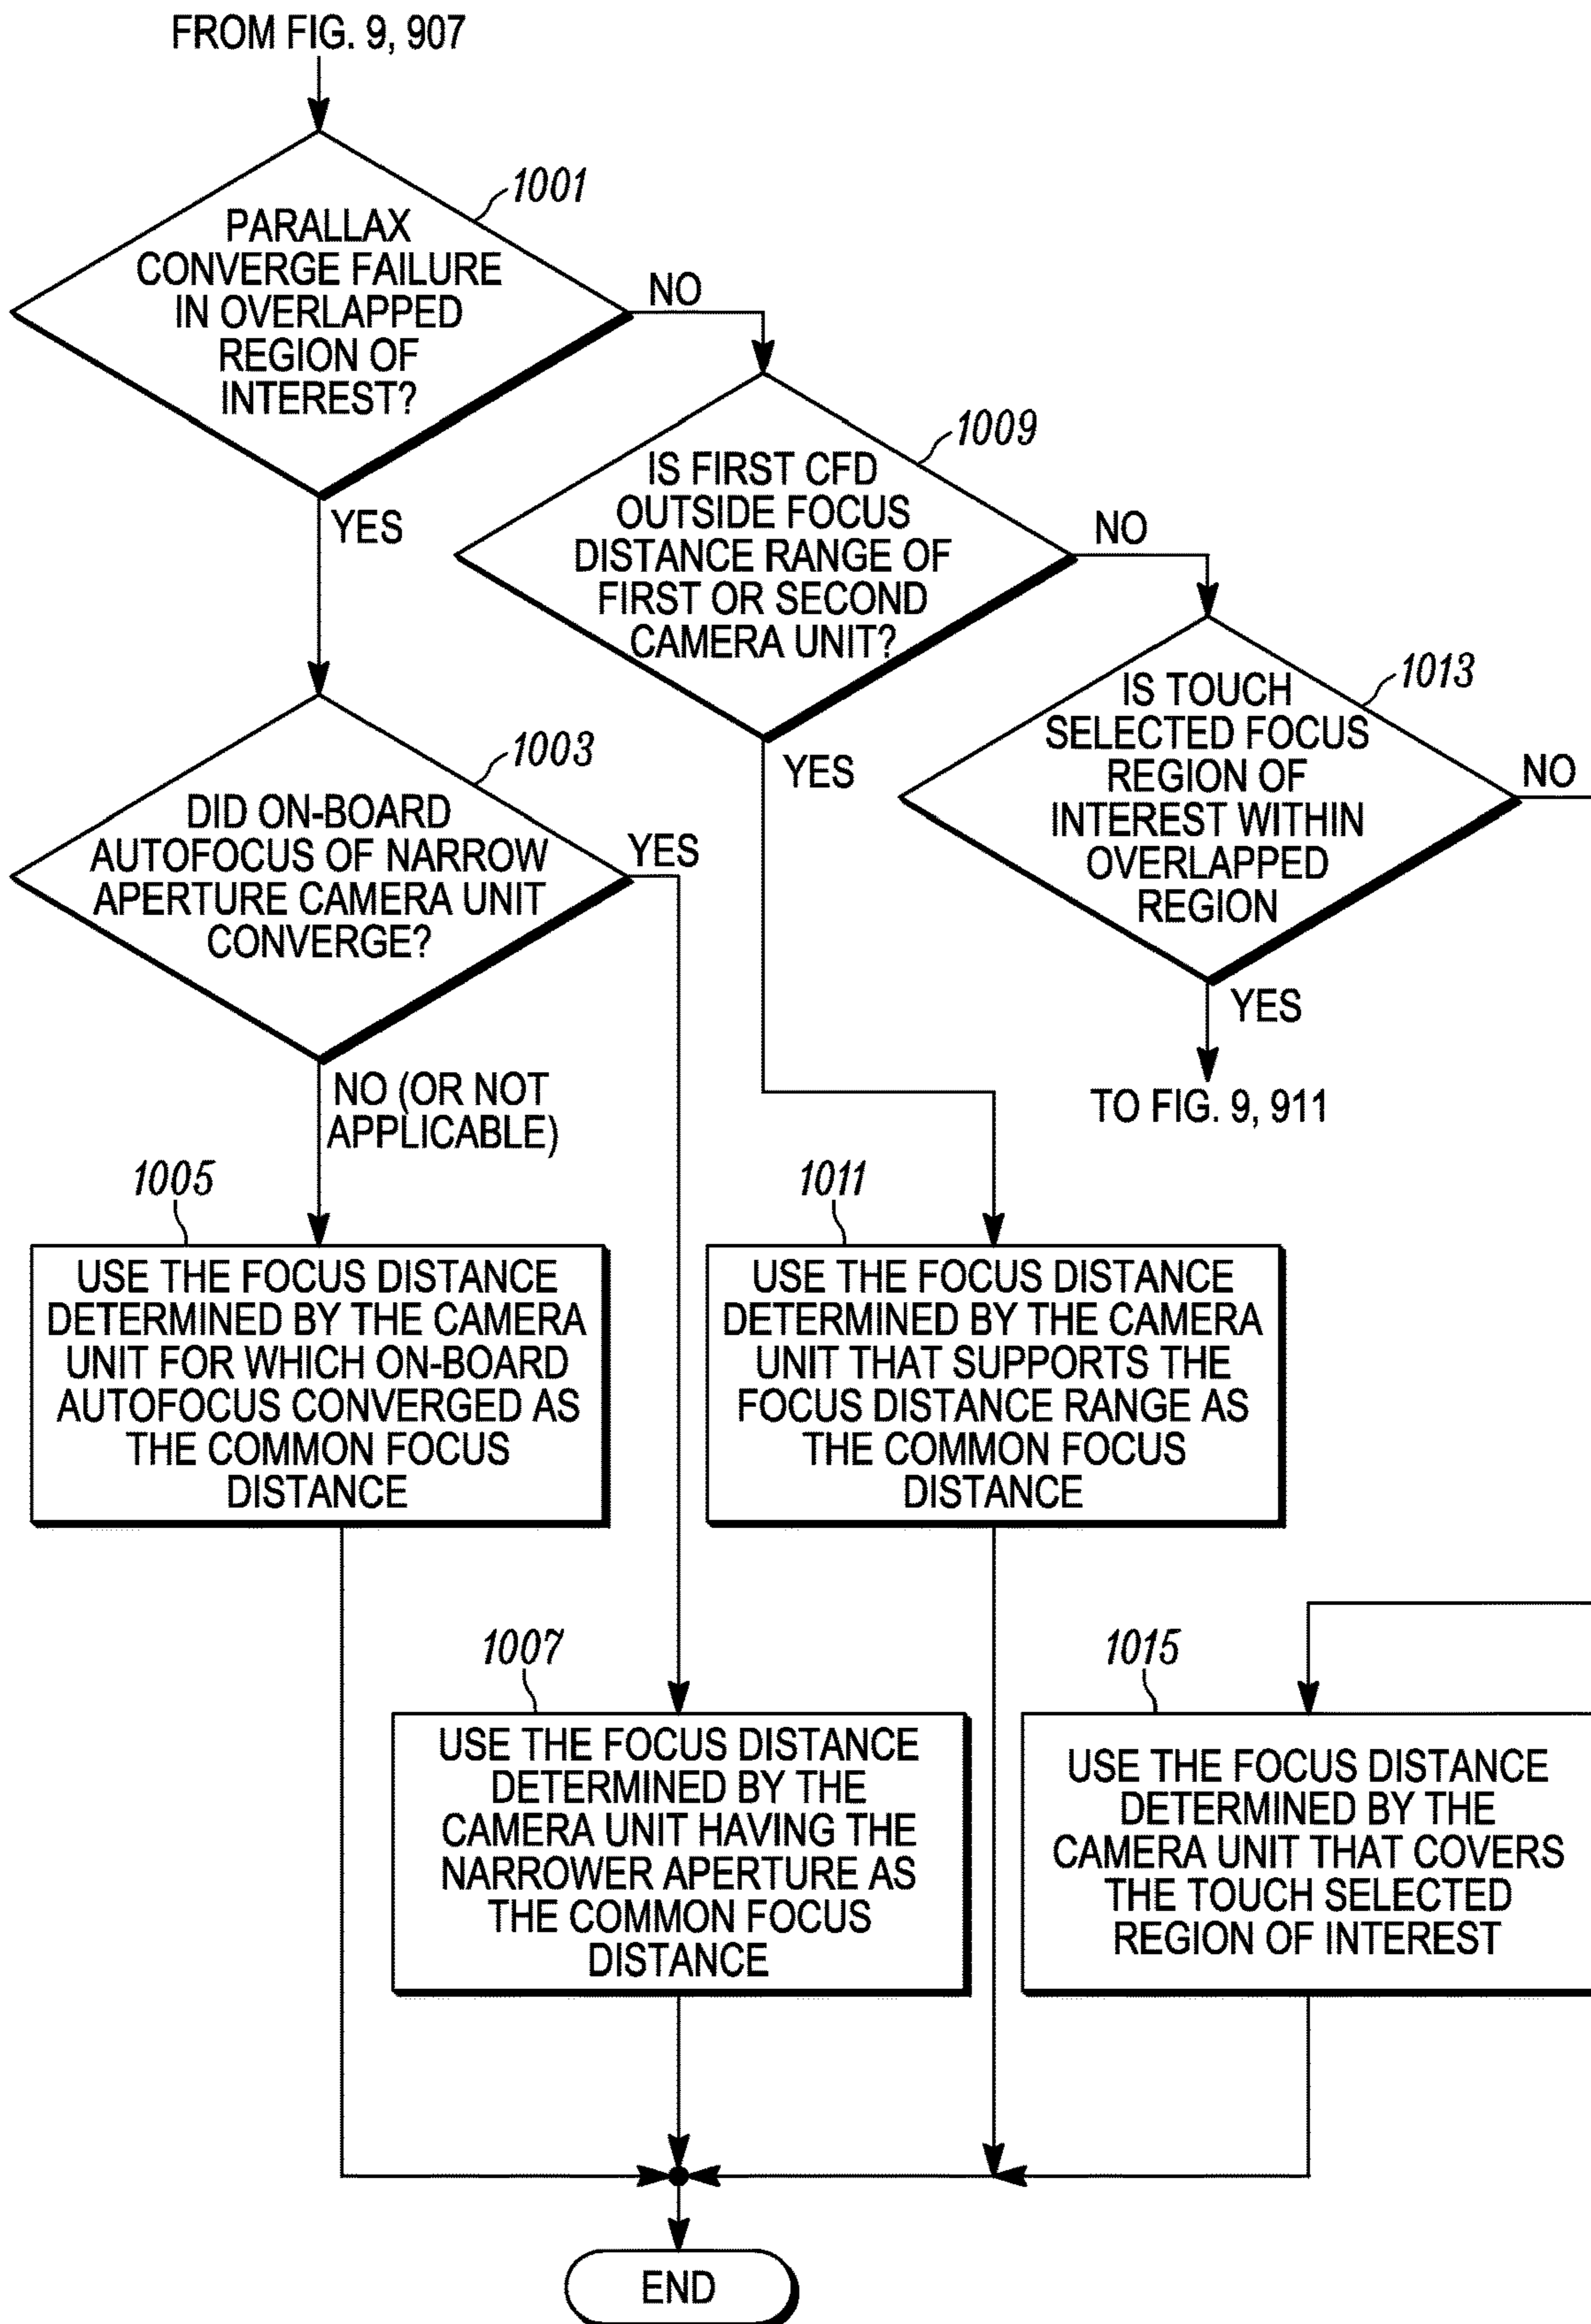 FROM FIG. 9, 907
1001
PARALLAX
CONVERGE FAILURE
IN OVERLAPPED
REGION OF
INTEREST?
NO
YES
1009
IS FIRST CFD
OUTSIDE FOCUS
DISTANCE RANGE OF
FIRST OR SECOND
CAMERA UNIT?
NO
YES
1013
IS TOUCH
SELECTED FOCUS
REGION OF
INTEREST WITHIN
OVERLAPPED
REGION
NO
YES
TO FIG. 9, 911
1003
DID ON-BOARD
AUTOFOCUS OF NARROW
APERTURE CAMERA UNIT
CONVERGE?
YES
NO (OR NOT
APPLICABLE)
1005
USE THE FOCUS DISTANCE
DETERMINED BY THE CAMERA
UNIT FOR WHICH ON-BOARD
AUTOFOCUS CONVERGED AS
THE COMMON FOCUS
DISTANCE
1011
USE THE FOCUS DISTANCE
DETERMINED BY THE CAMERA
UNIT THAT SUPPORTS THE
FOCUS DISTANCE RANGE AS
THE COMMON FOCUS
DISTANCE
1007
USE THE FOCUS DISTANCE
DETERMINED BY THE
CAMERA UNIT HAVING THE
NARROWER APERTURE AS
THE COMMON FOCUS
DISTANCE
1015
USE THE FOCUS DISTANCE
DETERMINED BY THE
CAMERA UNIT THAT COVERS
THE TOUCH SELECTED
REGION OF INTEREST
END